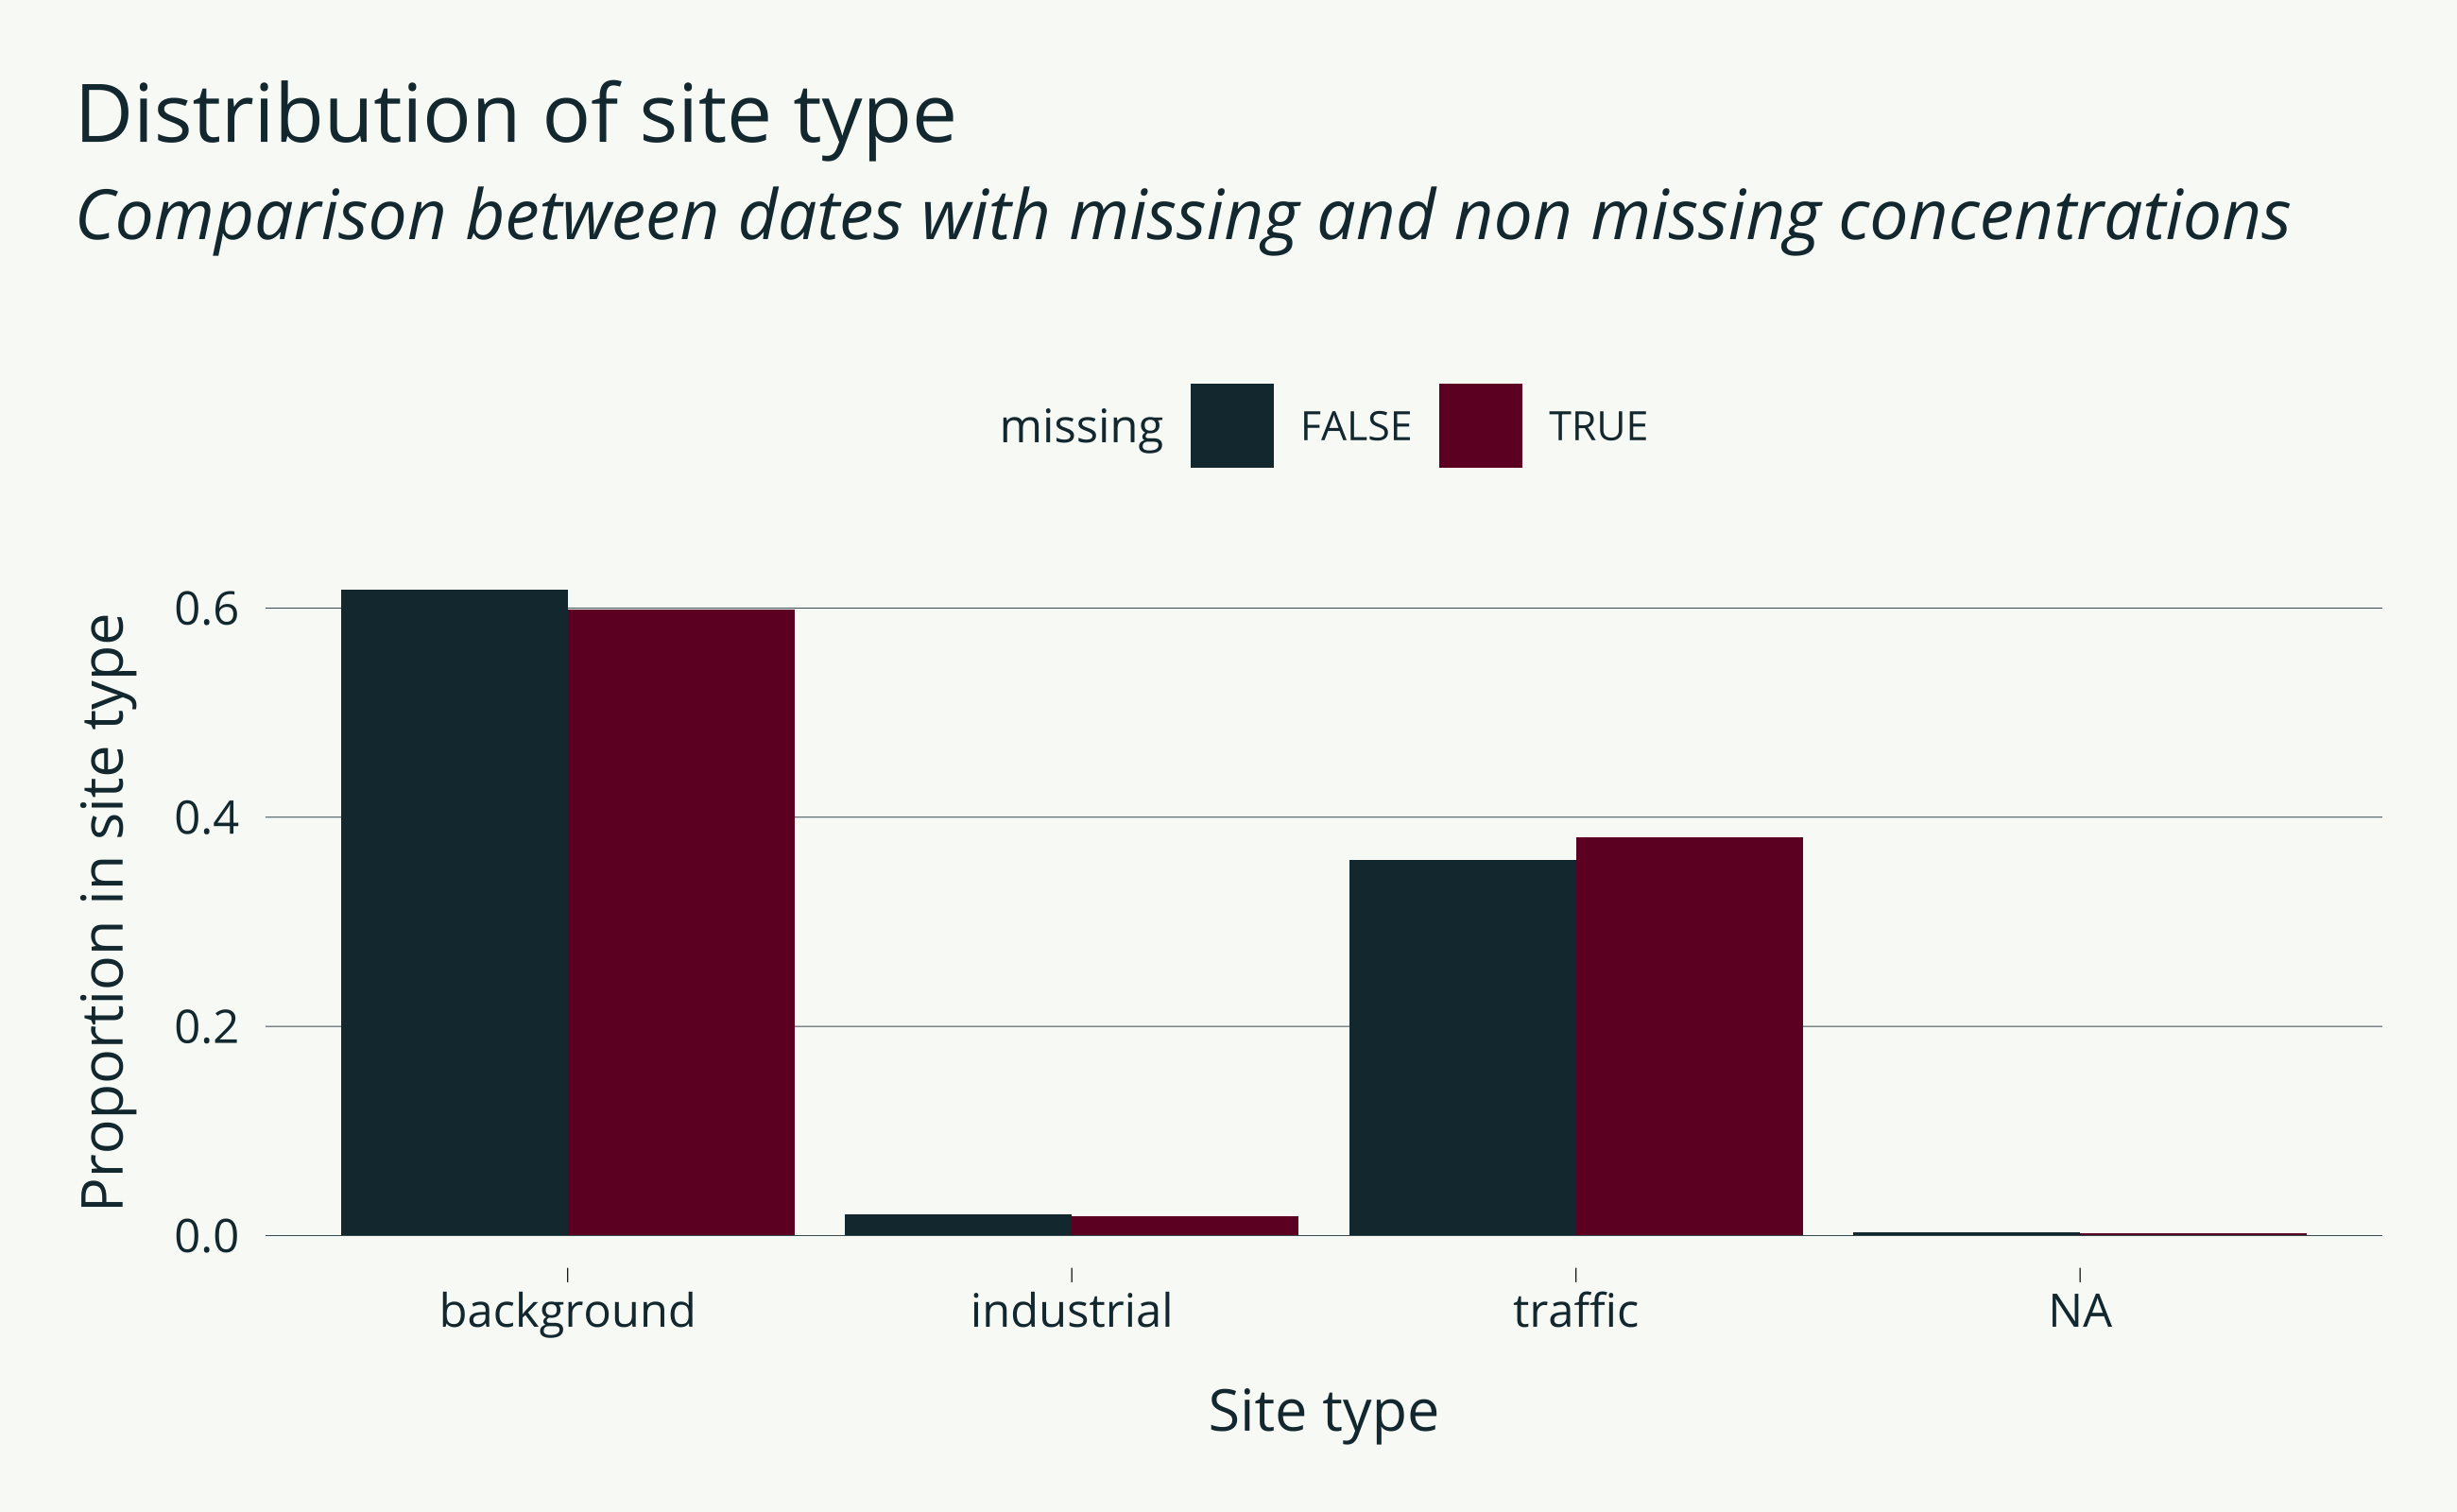 Distribution of site type
Comparison between dates with missing and non missing concentrations
missing FALSE TRUE
Proportion in site type
0.6
0.4
0.2
0.0
background industrial traffic NA
Site type